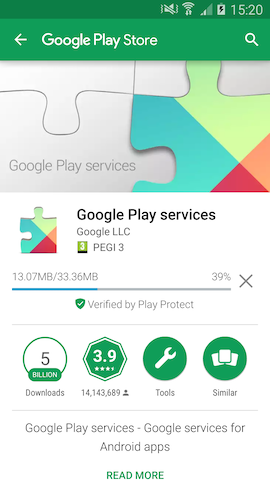 15:20
Google Play Store
Google Play services
Google Play services
Google LLC
3 PEGI 3
13.07MB/33.36MB 39%
Verified by Play Protect
5
BILLION
Downloads
3.9
14,143,689
Tools
Similar
Google Play services - Google services for
Android apps
READ MORE